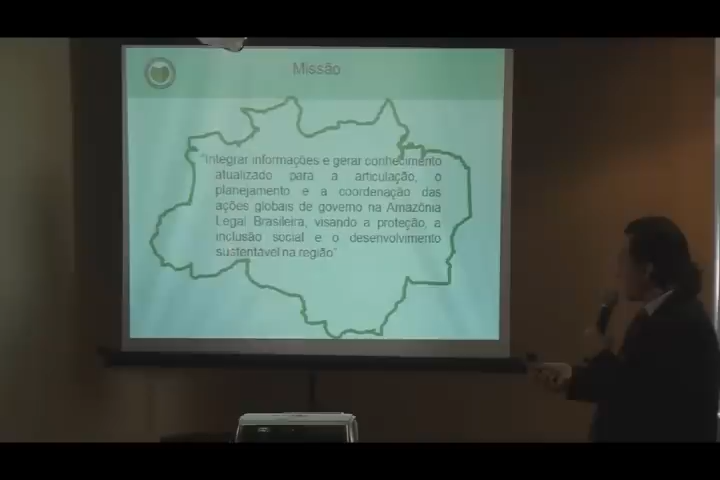 Missão
"Integrar informações e gerar conhecimento
atualizado para a articulação, o
planejamento e a coordenação das
ações globais de governo na Amazônia
Legal Brasileira, visando a proteção, a
inclusão social e o desenvolvimento
sustentável na região"